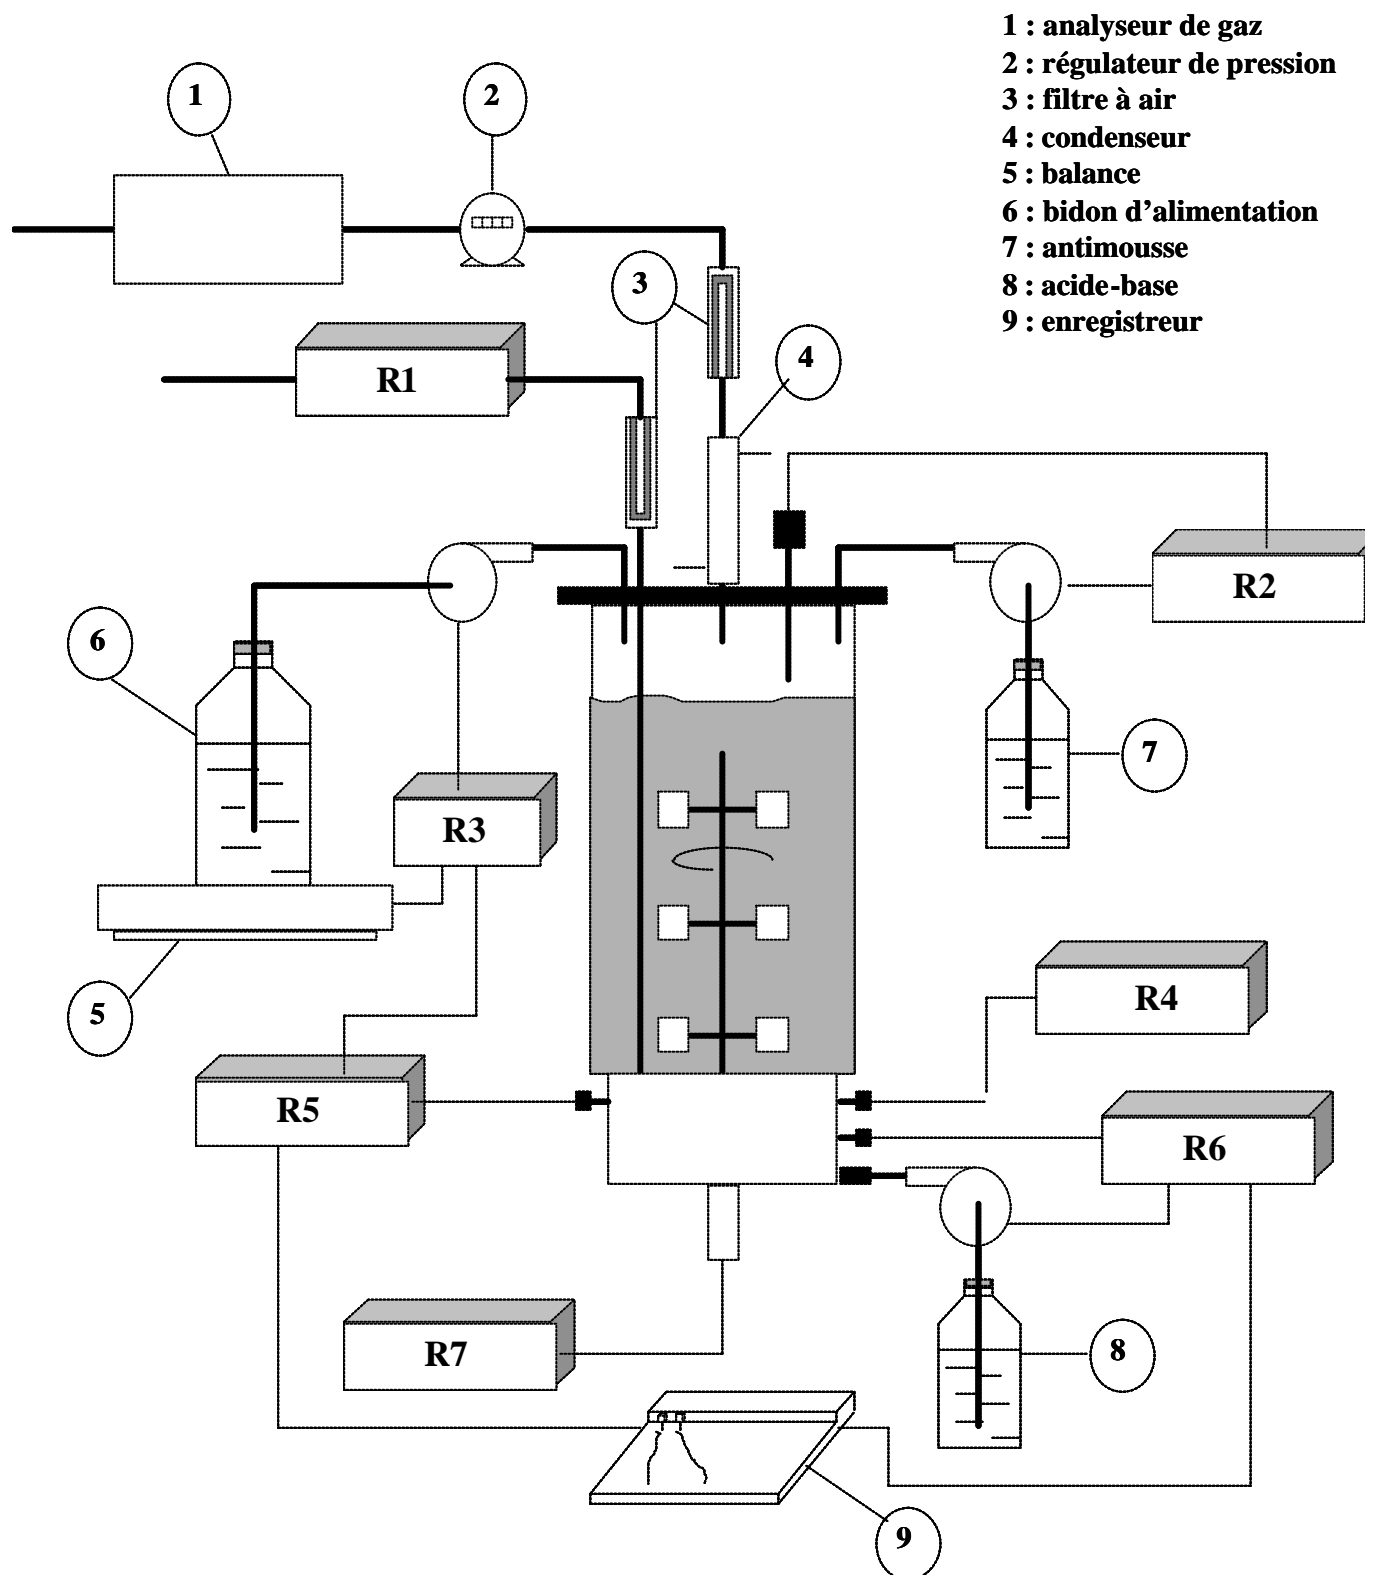 1 : analyseur de gaz
2 : régulateur de pression
3 : filtre à air
4 : condenseur
5 : balance
6 : bidon d’alimentation
7 : antimousse
8 : acide-base
9 : enregistreur
1
2
3
R1
4
R2
6
7
R3
R4
5
R5
R6
R7
8
9